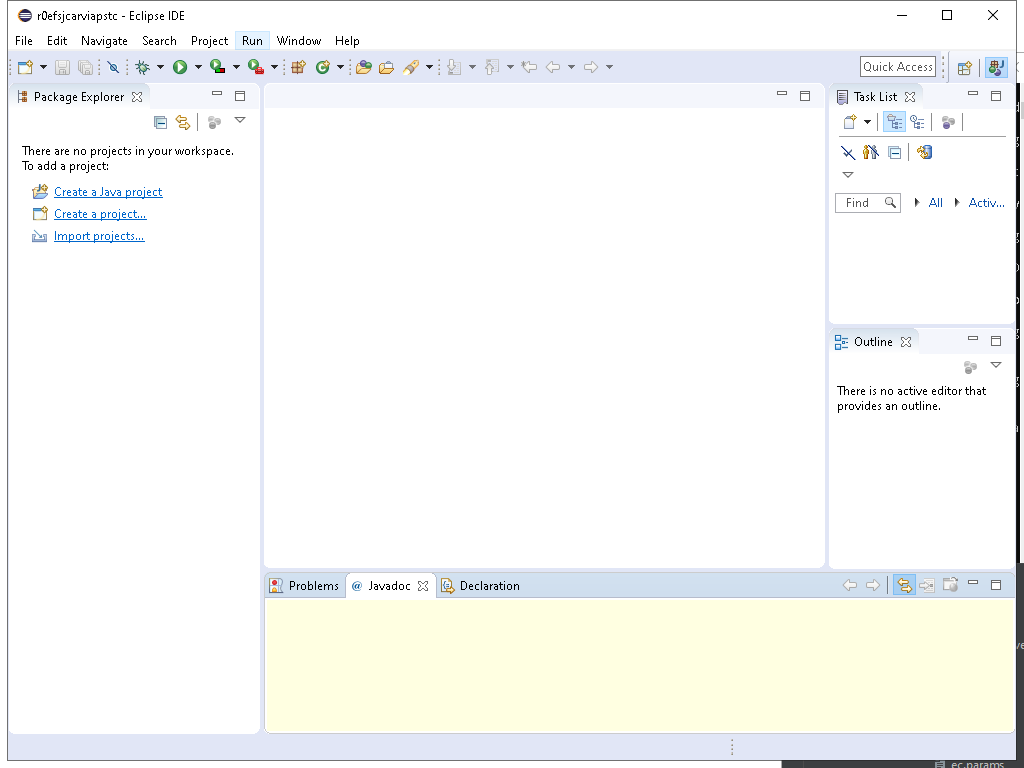 r0efsjcarviapstc - Eclipse IDE
File Edit Navigate Search Project Run Window Help
Quick Access
Package Explorer
There are no projects in your workspace.
To add a project:
Create a Java project
Create a project...
Import projects...
Task List
Find All Activ...
Outline
There is no active editor that
provides an outline.
Problems @ Javadoc Declaration
ec.params